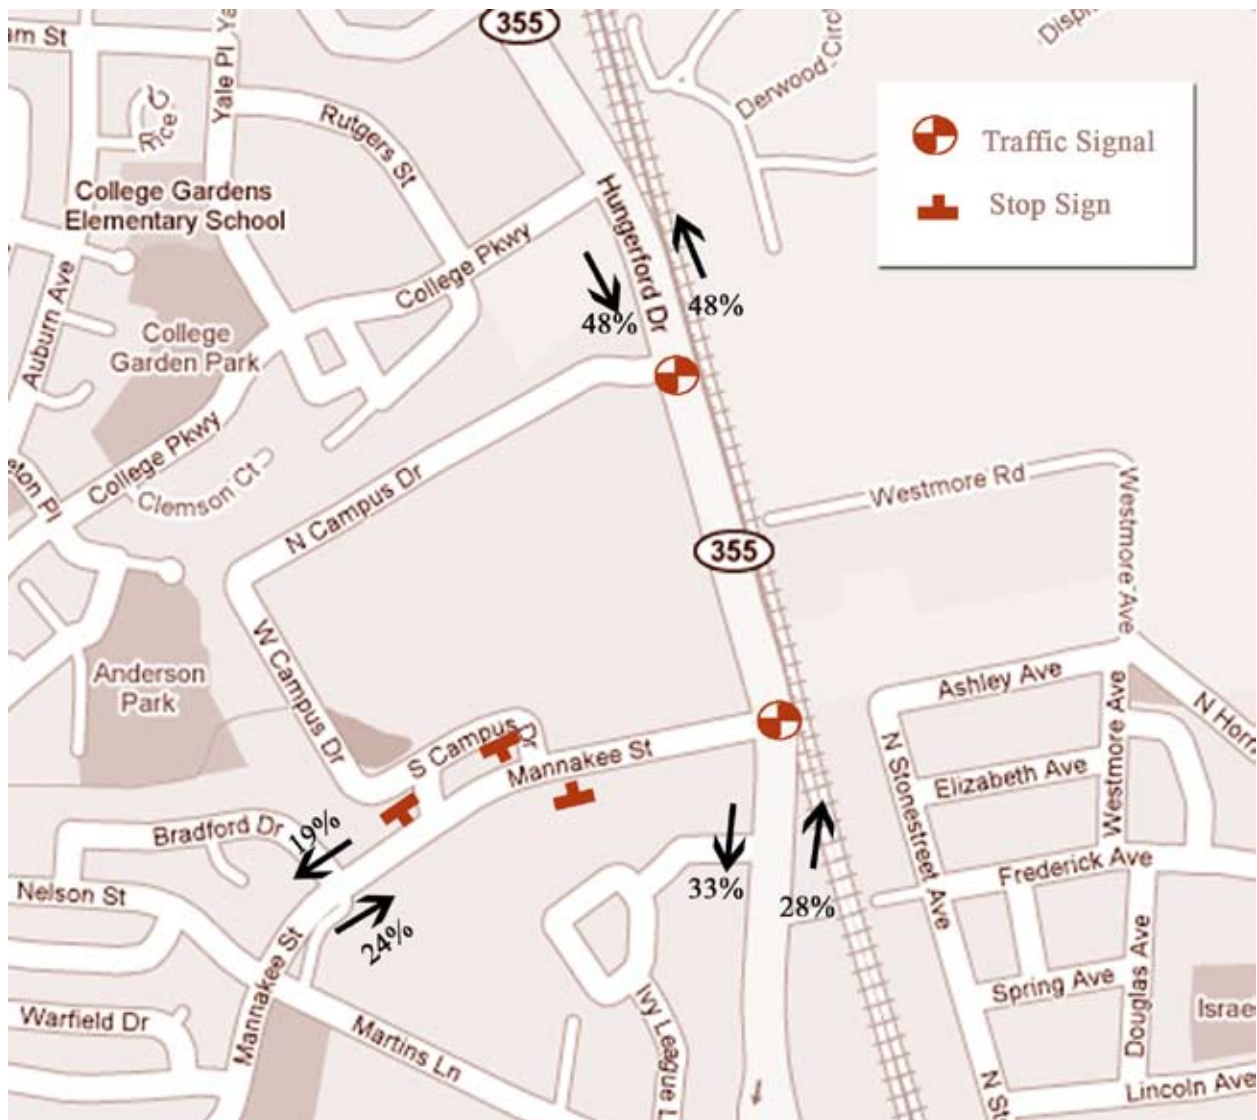 355
Yale Pl
Rice
Rutgers St
College Gardens
Elementary School
Auburn Ave
College
Garden Park
College Pkwy
College Pkwy
Clemson Ct
Hungerford Dr
Derwood Circ
Traffic Signal
Stop Sign
48%
48%
N Campus Dr
355
Westmore Rd
Westmore Ave
W Campus Dr
Anderson
Park
S Campus Dr
Mannakee St
Ashley Ave
N Horn
Westmore Ave
Elizabeth Ave
N Stonestreet Ave
Bradford Dr
19%
24%
33%
28%
Frederick Ave
Nelson St
Mannakee St
Warfield Dr
Martins Ln
Ivy League L
Spring Ave
Douglas Ave
Israe
Lincoln Ave
N St